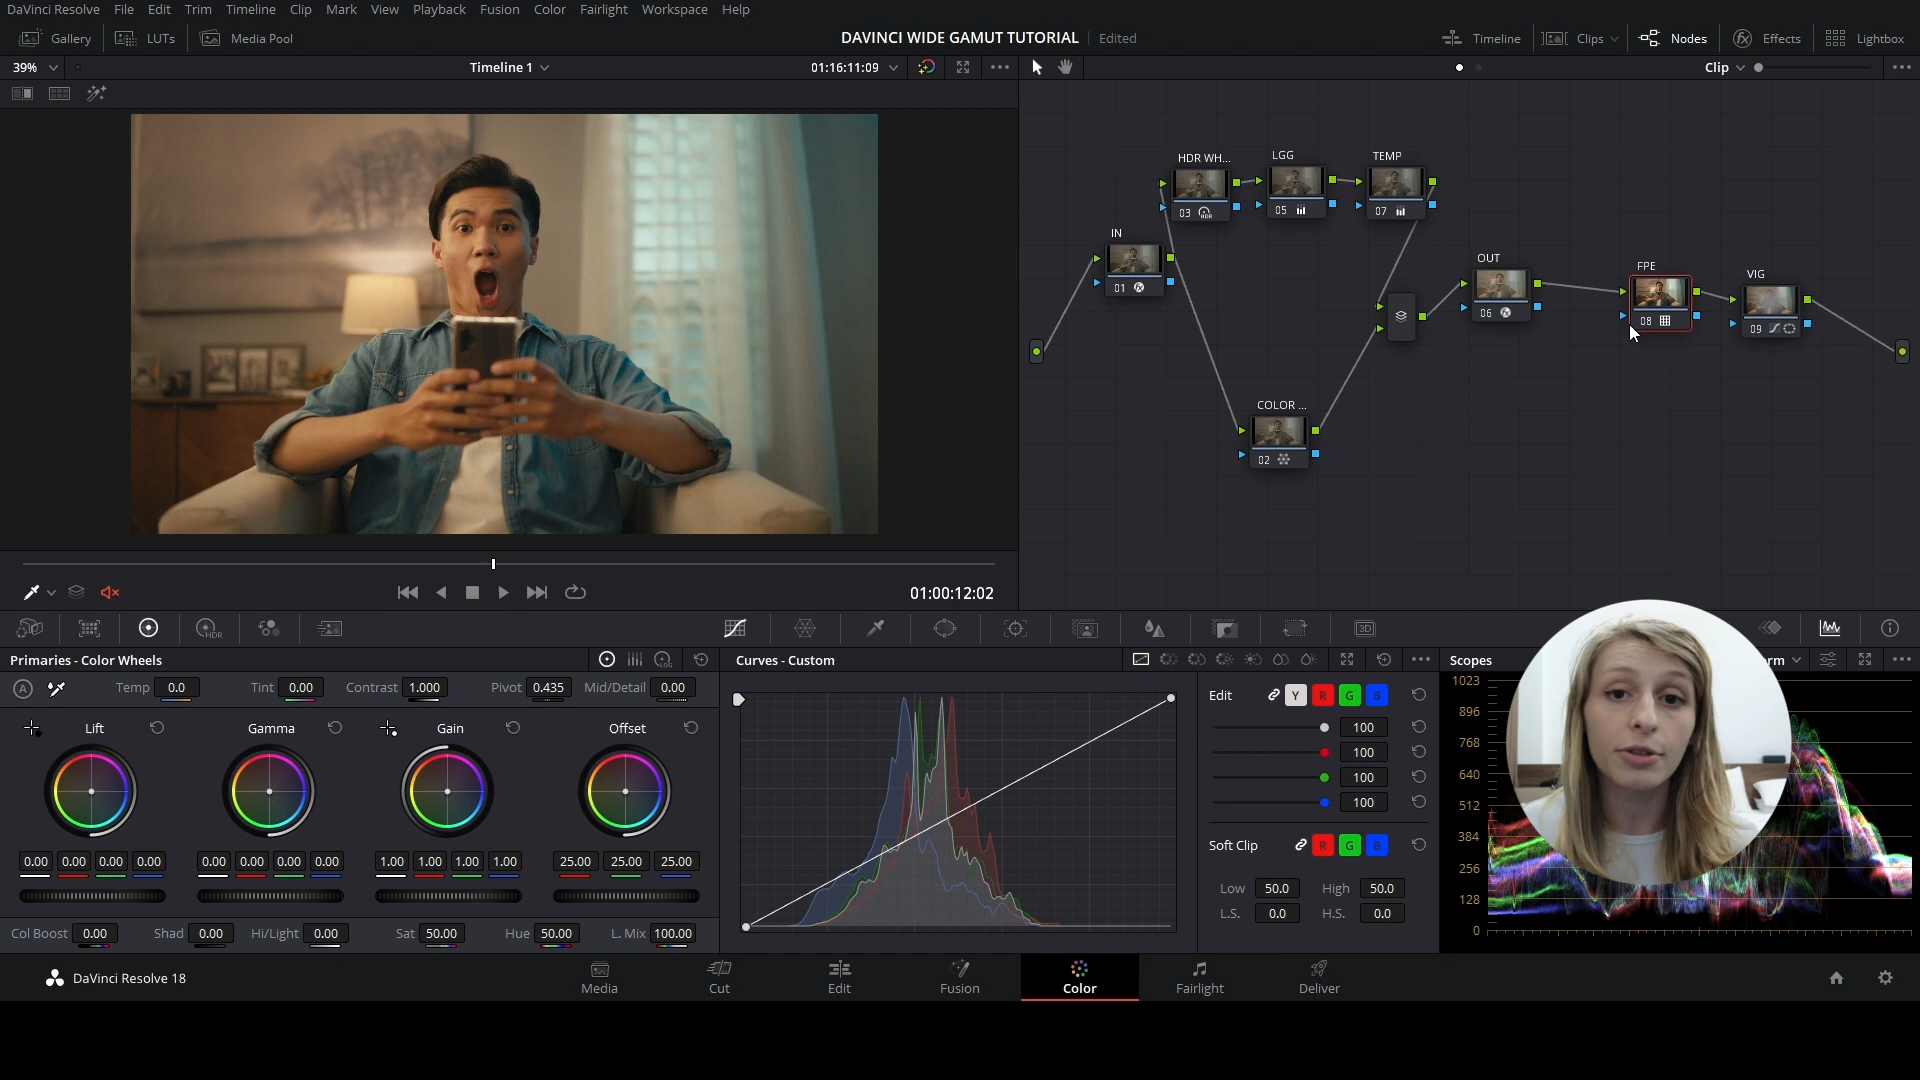 DaVinci Resolve File Edit Trim Timeline Clip Mark View Playback Fusion Color Fairlight Workspace Help
Gallery LUTs Media Pool DAVINCI WIDE GAMUT TUTORIAL Edited Timeline Clips Nodes Effects Lightbox
39% Timeline 1 01:16:11:09 Clip
HDR WH... LGG TEMP
03 HDR 05 07
IN
01
OUT FPE VIG
06 08 09
COLOR ...
02
01:00:12:02
HDR 3D
Primaries - Color Wheels LOG Curves - Custom Scopes rm
A Temp 0.0 Tint 0.00 Contrast 1.000 Pivot 0.435 Mid/Detail 0.00
Lift Gamma Gain Offset
0.00 0.00 0.00 0.00 0.00 0.00 0.00 0.00 1.00 1.00 1.00 1.00 25.00 25.00 25.00
Col Boost 0.00 Shad 0.00 Hi/Light 0.00 Sat 50.00 Hue 50.00 L. Mix 100.00
Edit Y R G B
100
100
100
100
Soft Clip R G B
Low 50.0 High 50.0
L.S. 0.0 H.S. 0.0
1023
896
768
640
512
384
256
128
0
DaVinci Resolve 18 Media Cut Edit Fusion Color Fairlight Deliver